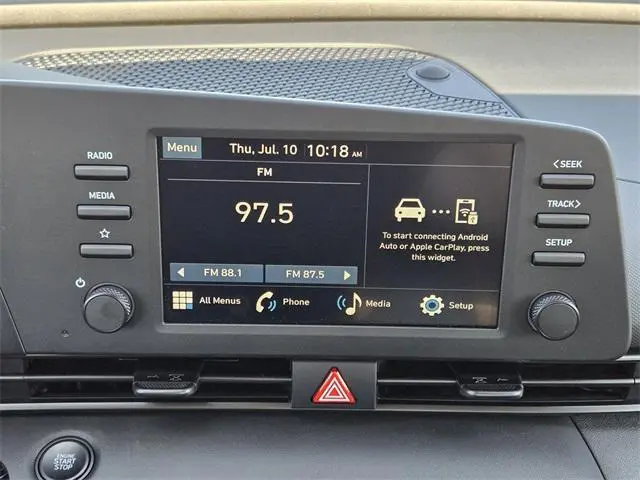 RADIO
MEDIA
Menu
Thu, Jul. 10 10:18 AM
FM
97.5
To start connecting Android
Auto or Apple CarPlay, press
this widget.
FM 88.1
FM 87.5
All Menus
Phone
Media
Setup
<SEEK
TRACK>
SETUP
ENGINE
START
STOP